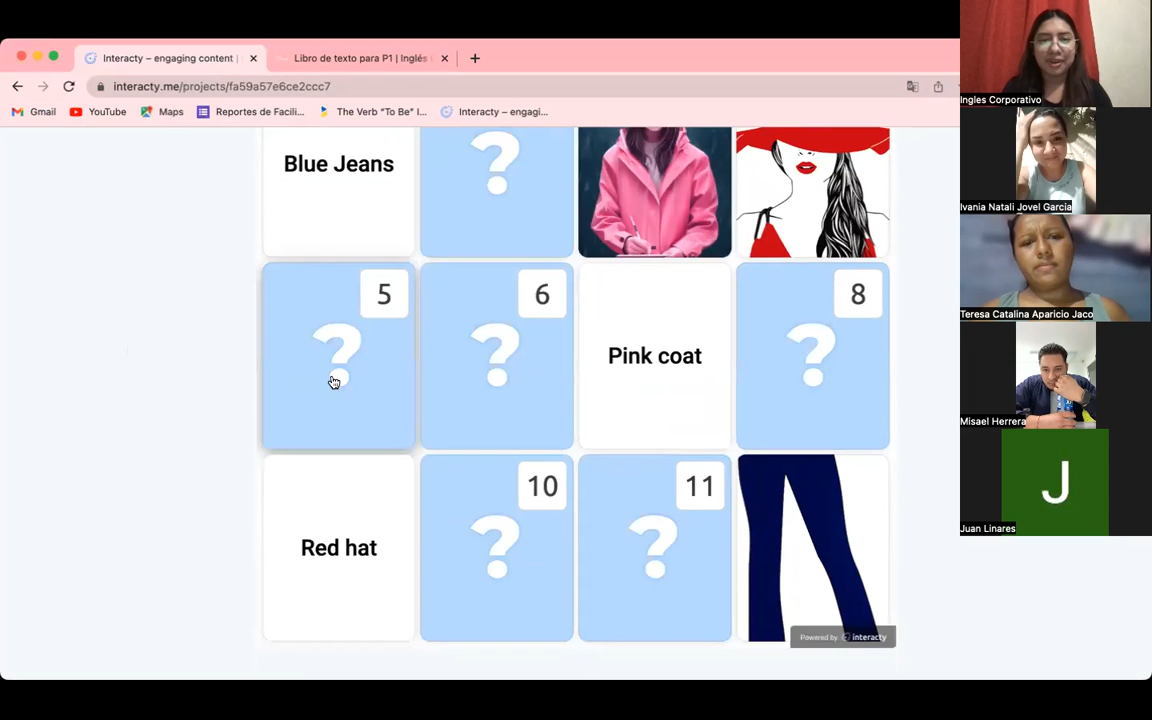 Interacty – engaging content |
Libro de texto para P1 | Inglés
interacty.me/projects/fa59a57e6ce2ccc7
Gmail
YouTube
Maps
Reportes de Facili...
The Verb "To Be" I...
Interacty – engagi...
Blue Jeans
?
?
5
?
6
Pink coat
?
8
Red hat
?
10
?
11
Powered by interacty
Ingles Corporativo
Ivania Natali Jovel Garcia
Teresa Catalina Aparicio Jaco
Misael Herrera
J
Juan Linares